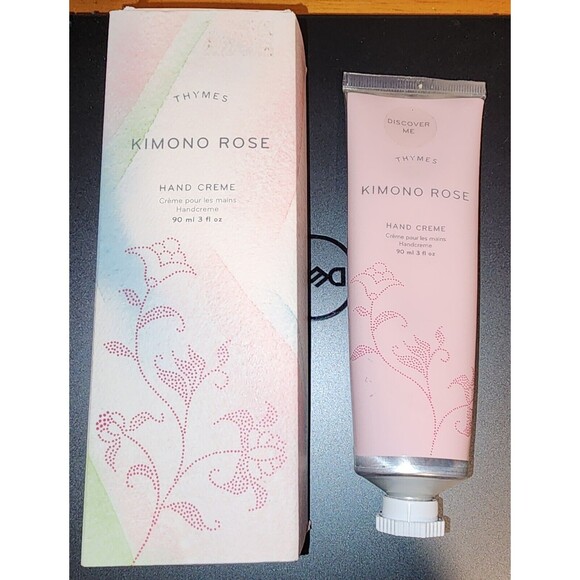 THYMES
KIMONO ROSE
HAND CREME
Crème pour les mains
Handcreme
90 ml 3 fl oz
DISCOVER
ME
THYMES
KIMONO ROSE
HAND CREME
Crème pour les mains
Handcreme
90 ml 3 fl oz